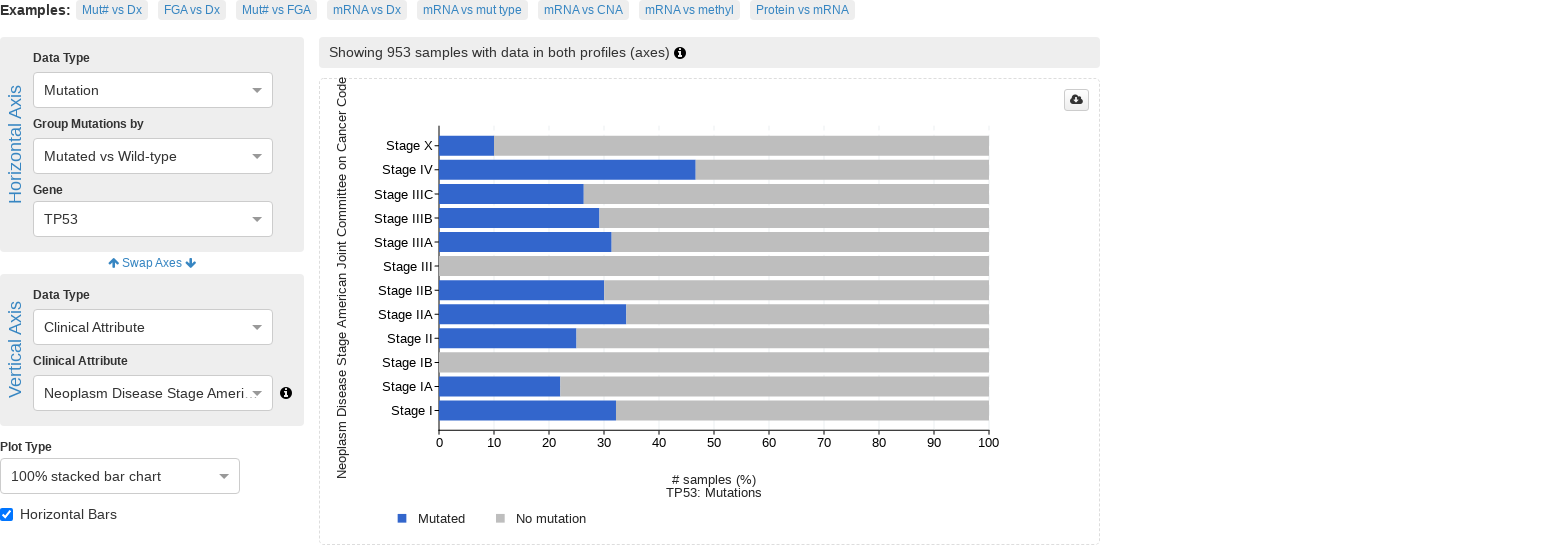 Examples: Mut# vs Dx FGA vs Dx Mut# vs FGA mRNA vs Dx mRNA vs mut type mRNA vs CNA mRNA vs methyl Protein vs mRNA
Horizontal Axis
Data Type
Mutation
Group Mutations by
Mutated vs Wild-type
Gene
TP53
Swap Axes
Vertical Axis
Data Type
Clinical Attribute
Clinical Attribute
Neoplasm Disease Stage Ameri...
Plot Type
100% stacked bar chart
Horizontal Bars
Showing 953 samples with data in both profiles (axes)
Neoplasm Disease Stage American Joint Committee on Cancer Code
Stage X
Stage IV
Stage IIIC
Stage IIIB
Stage IIIA
Stage III
Stage IIB
Stage IIA
Stage II
Stage IB
Stage IA
Stage I
0 10 20 30 40 50 60 70 80 90 100
# samples (%)
TP53: Mutations
Mutated No mutation